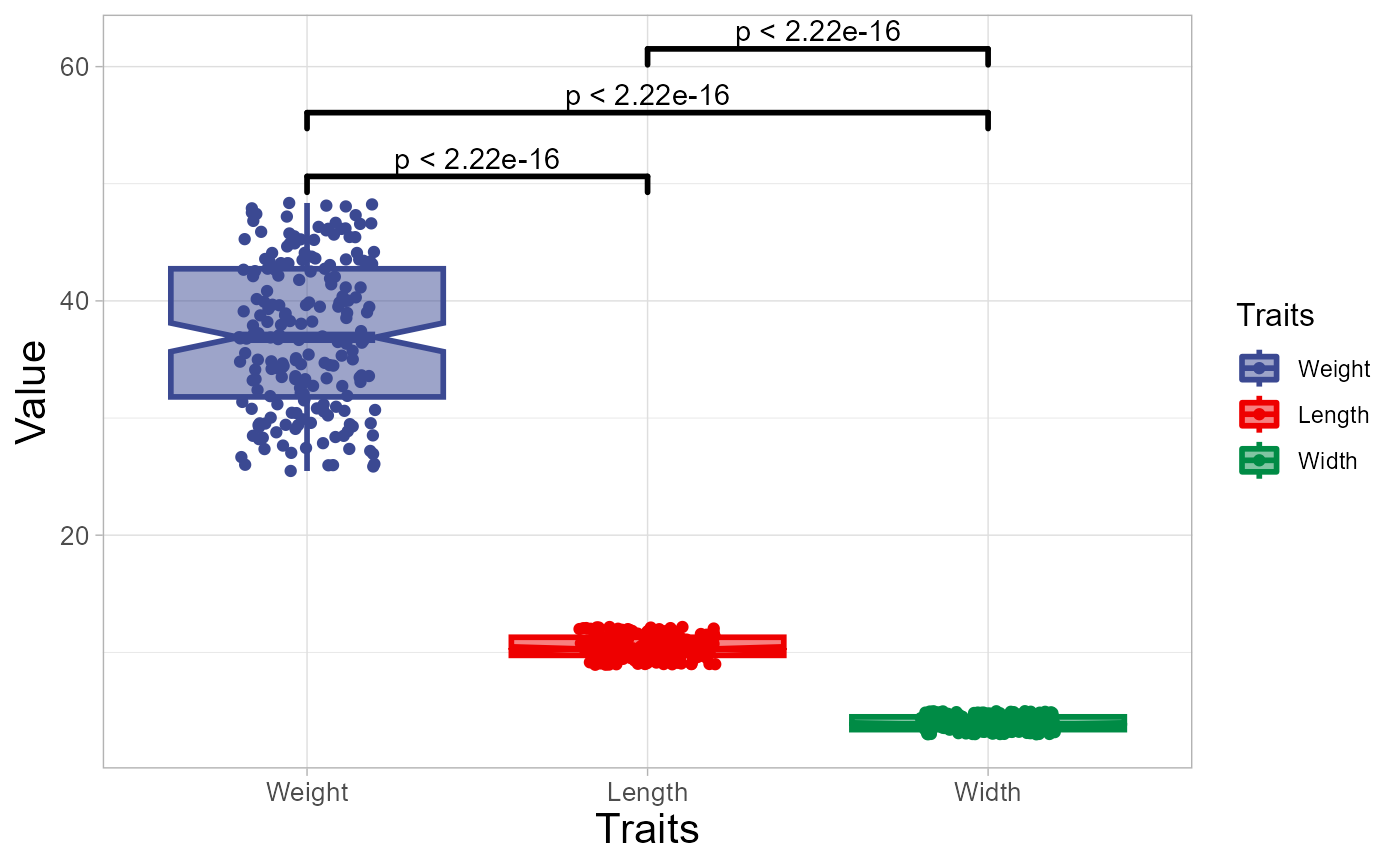 p < 2.22e-16
p < 2.22e-16
p < 2.22e-16
60
40
20
Value
Weight
Length
Width
Traits
Traits
Weight
Length
Width